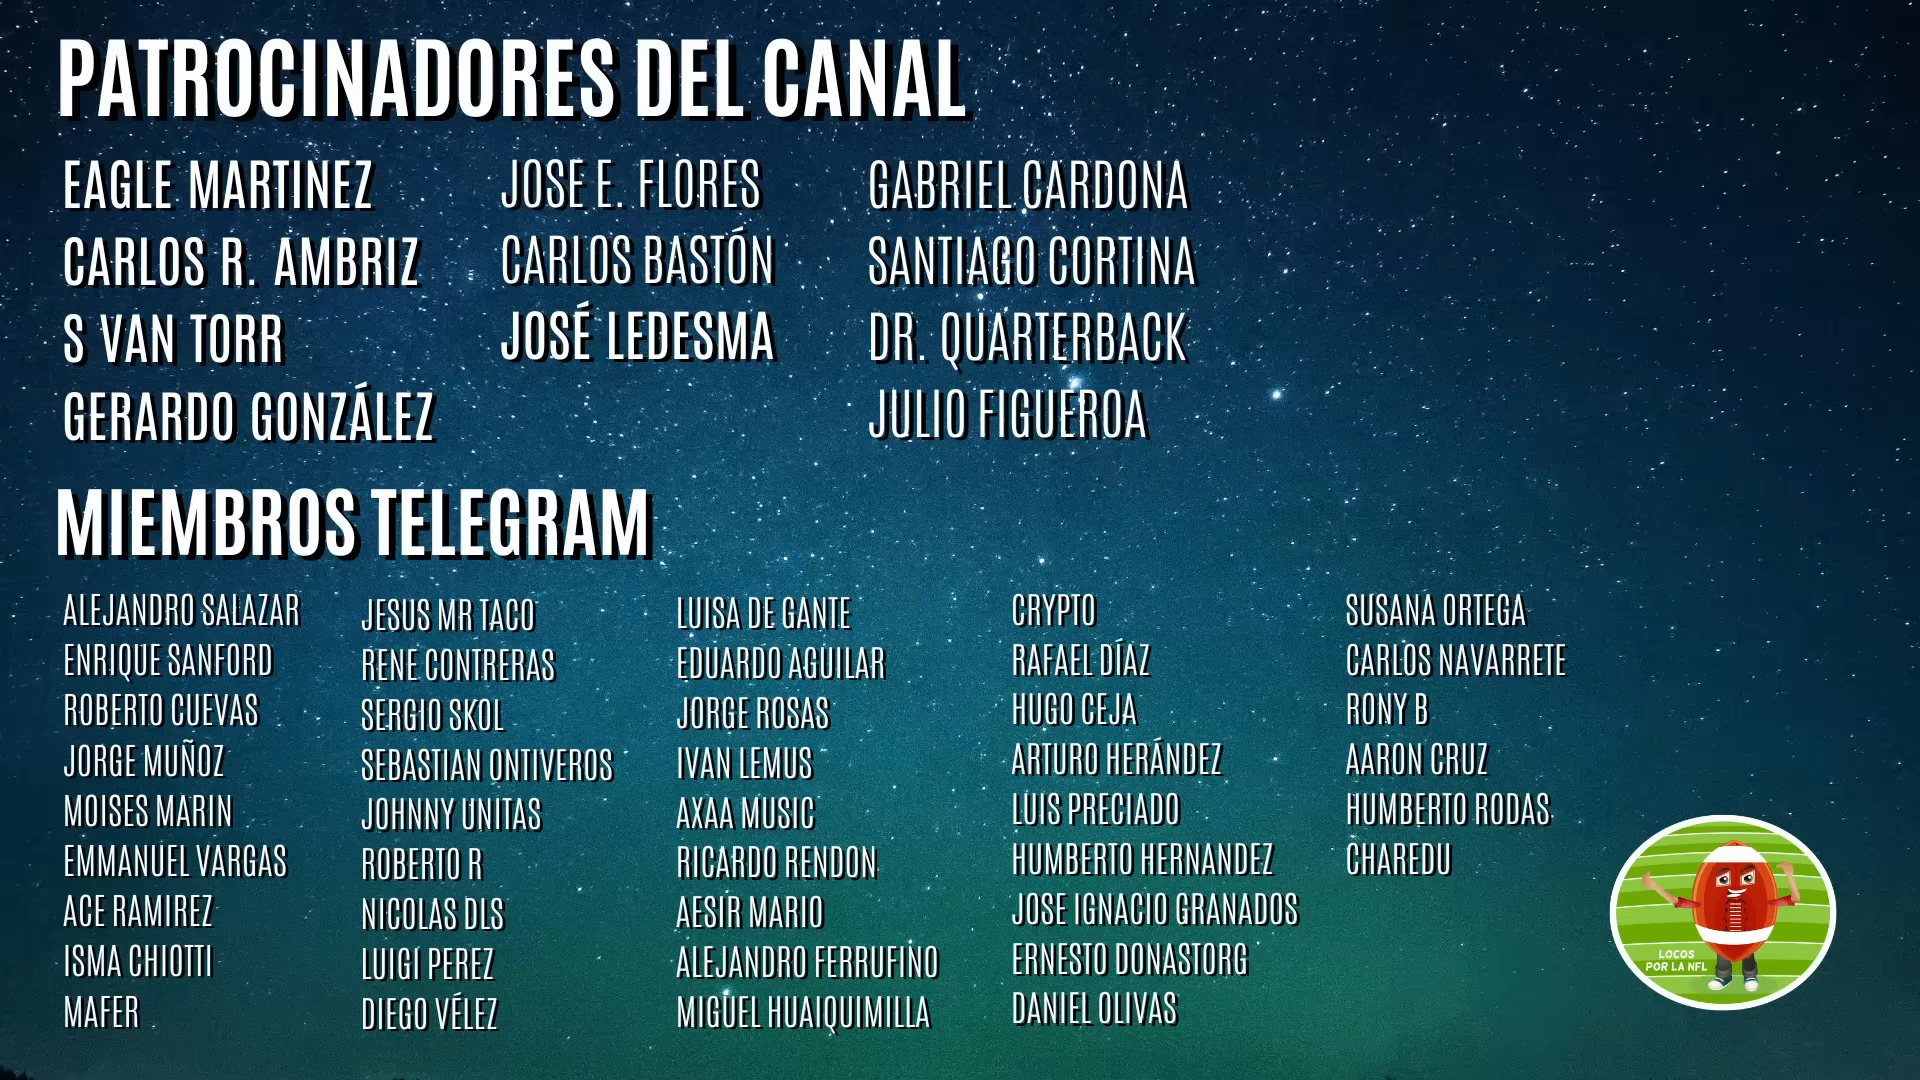 PATROCINADORES DEL CANAL
EAGLE MARTINEZ
CARLOS R. AMBRIZ
S VAN TORR
GERARDO GONZÁLEZ
JOSE E. FLORES
CARLOS BASTÓN
JOSÉ LEDESMA
GABRIEL CARDONA
SANTIAGO CORTINA
DR. QUARTERBACK
JULIO FIGUEROA
MIEMBROS TELEGRAM
ALEJANDRO SALAZAR
ENRIQUE SANFORD
ROBERTO CUEVAS
JORGE MUÑOZ
MOISES MARIN
EMMANUEL VARGAS
ACE RAMIREZ
ISMA CHIOTTI
MAFER
JESUS MR TACO
RENE CONTRERAS
SERGIO SKOL
SEBASTIAN ONTIVEROS
JOHNNY UNITAS
ROBERTO R
NICOLAS DLS
LUIGI PEREZ
DIEGO VÉLEZ
LUISA DE GANTE
EDUARDO AGUILAR
JORGE ROSAS
IVAN LEMUS
AXAA MUSIC
RICARDO RENDON
AESIR MARIO
ALEJANDRO FERRUFINO
MIGUEL HUAIQUIMILLA
CRYPTO
RAFAEL DÍAZ
HUGO CEJA
ARTURO HERÁNDEZ
LUIS PRECIADO
HUMBERTO HERNANDEZ
JOSE IGNACIO GRANADOS
ERNESTO DONASTORG
DANIEL OLIVAS
SUSANA ORTEGA
CARLOS NAVARRETE
RONY B
AARON CRUZ
HUMBERTO RODAS
CHAREDU
LOCOS
POR LA NFL